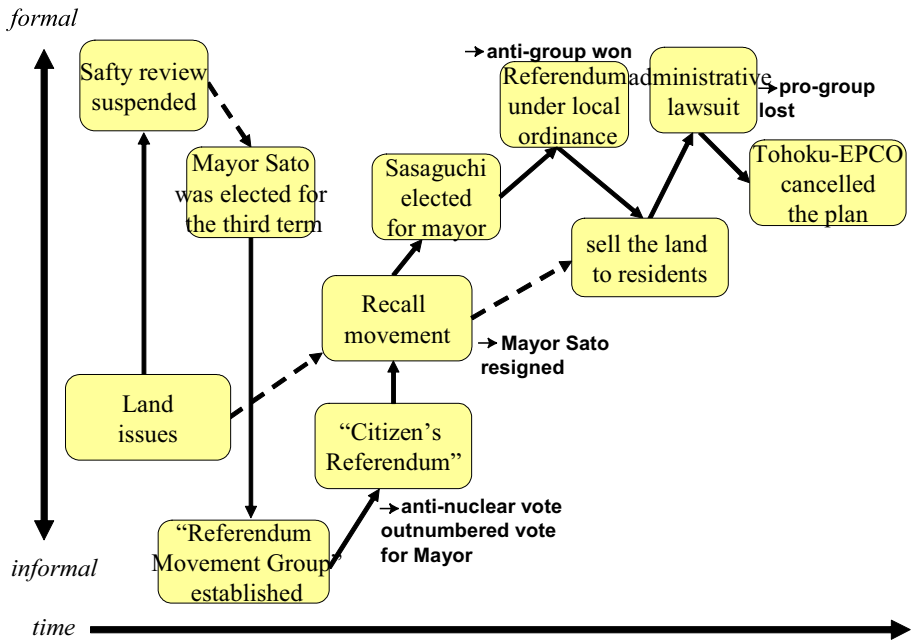 formal
Safty review
suspended
Mayor Sato
was elected for
the third term
Land
issues
“Referendum
Movement Group”
established
“Citizen’s
Referendum”
→ anti-nuclear vote
outnumbered vote
for Mayor
Recall
movement
→ Mayor Sato
resigned
Sasaguchi
elected
for mayor
→ anti-group won
Referendum
under local
ordinance
sell the land
to residents
administrative
lawsuit
→ pro-group
lost
Tohoku-EPCO
cancelled
the plan
informal
time